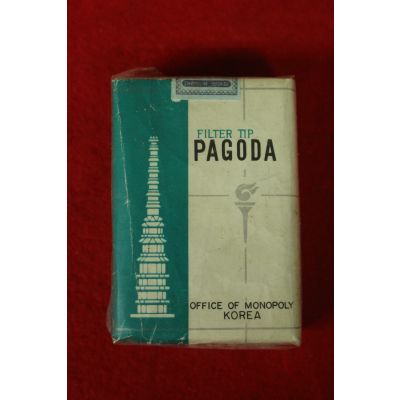 FILTER TIP
PAGODA
OFFICE OF MONOPOLY
KOREA